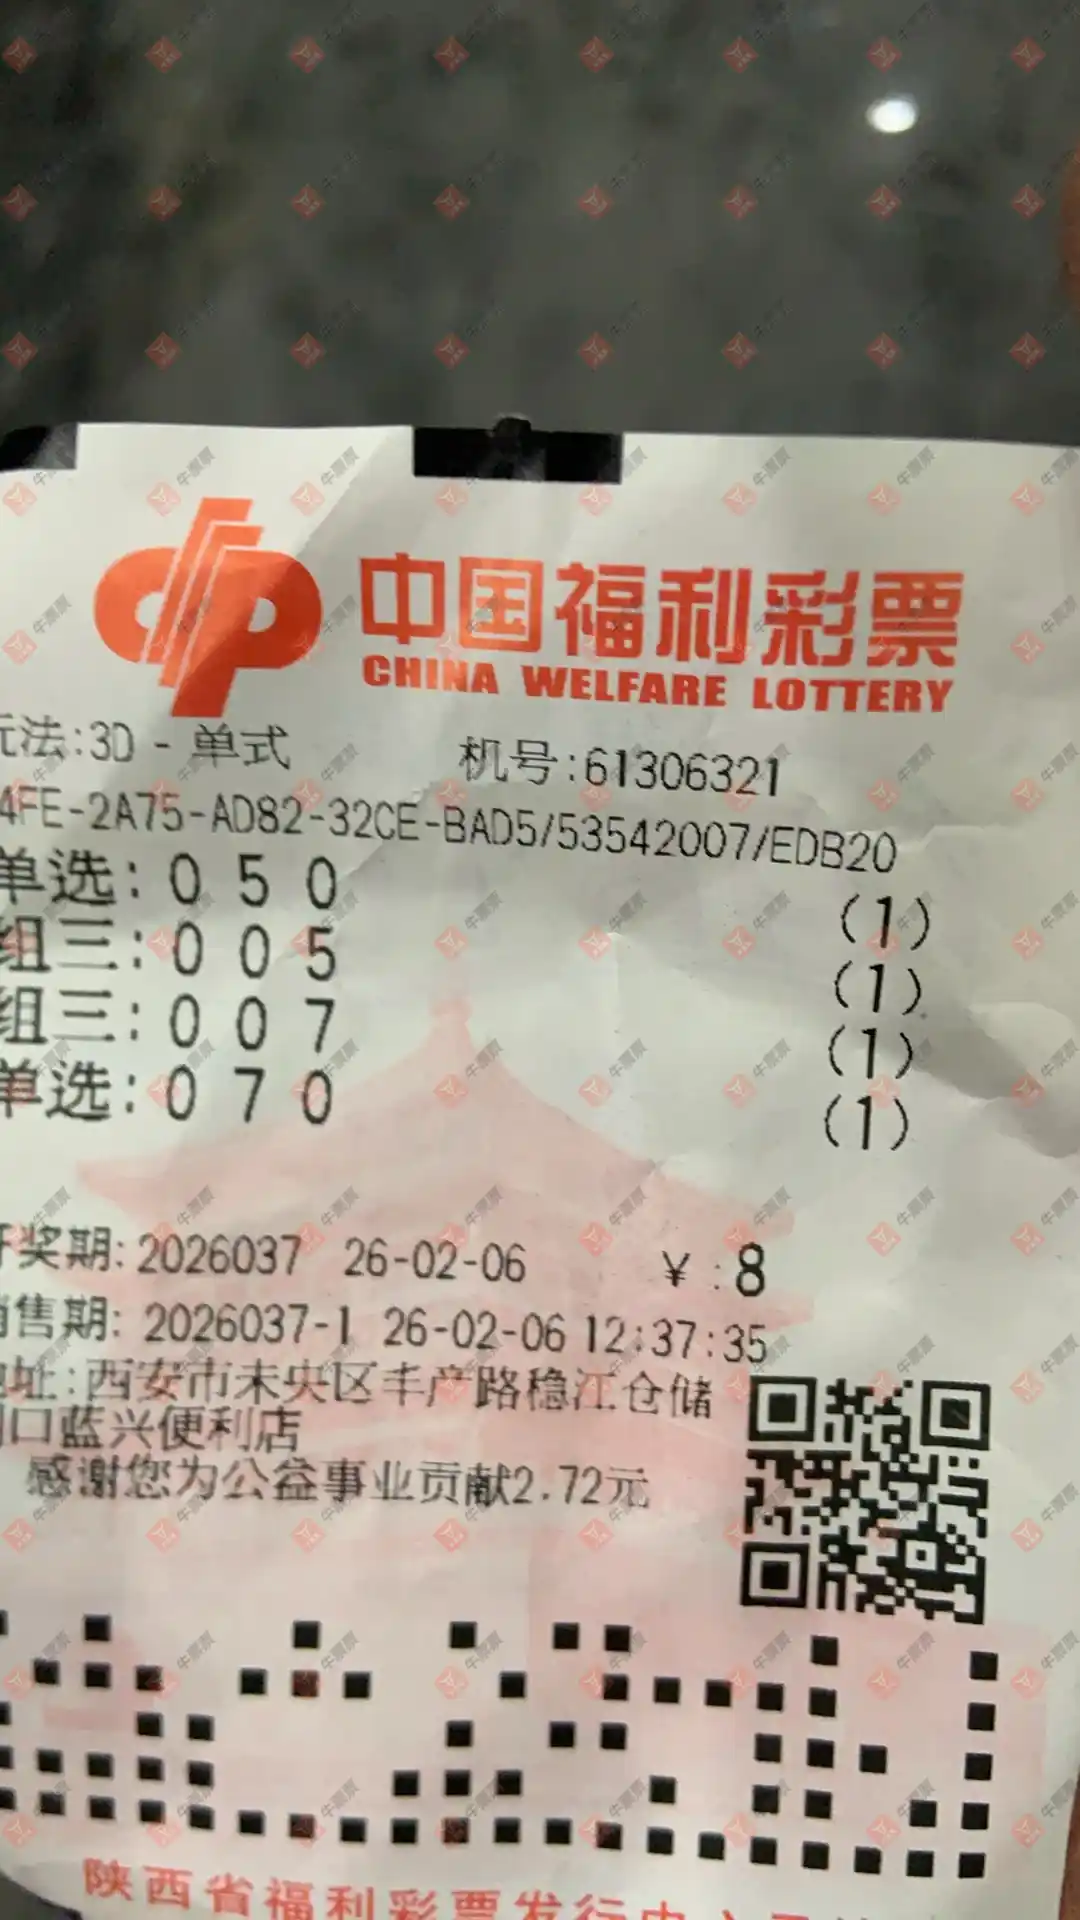 中国福利彩票
CHINA WELFARE LOTTERY
玩法:3D - 单式 机号:61306321
4FE-2A75-AD82-32CE-BAD5/53542007/EDB20
单选: 0 5 0 (1)
组三: 0 0 5 (1)
组三: 0 0 7 (1)
单选: 0 7 0 (1)
开奖期: 2026037 26-02-06 ¥ :8
销售期: 2026037-1 26-02-06 12:37:35
地址:西安市未央区丰产路稳江仓储
门口蓝兴便利店
感谢您为公益事业贡献2.72元
陕西省福利彩票发行中心
牛票票